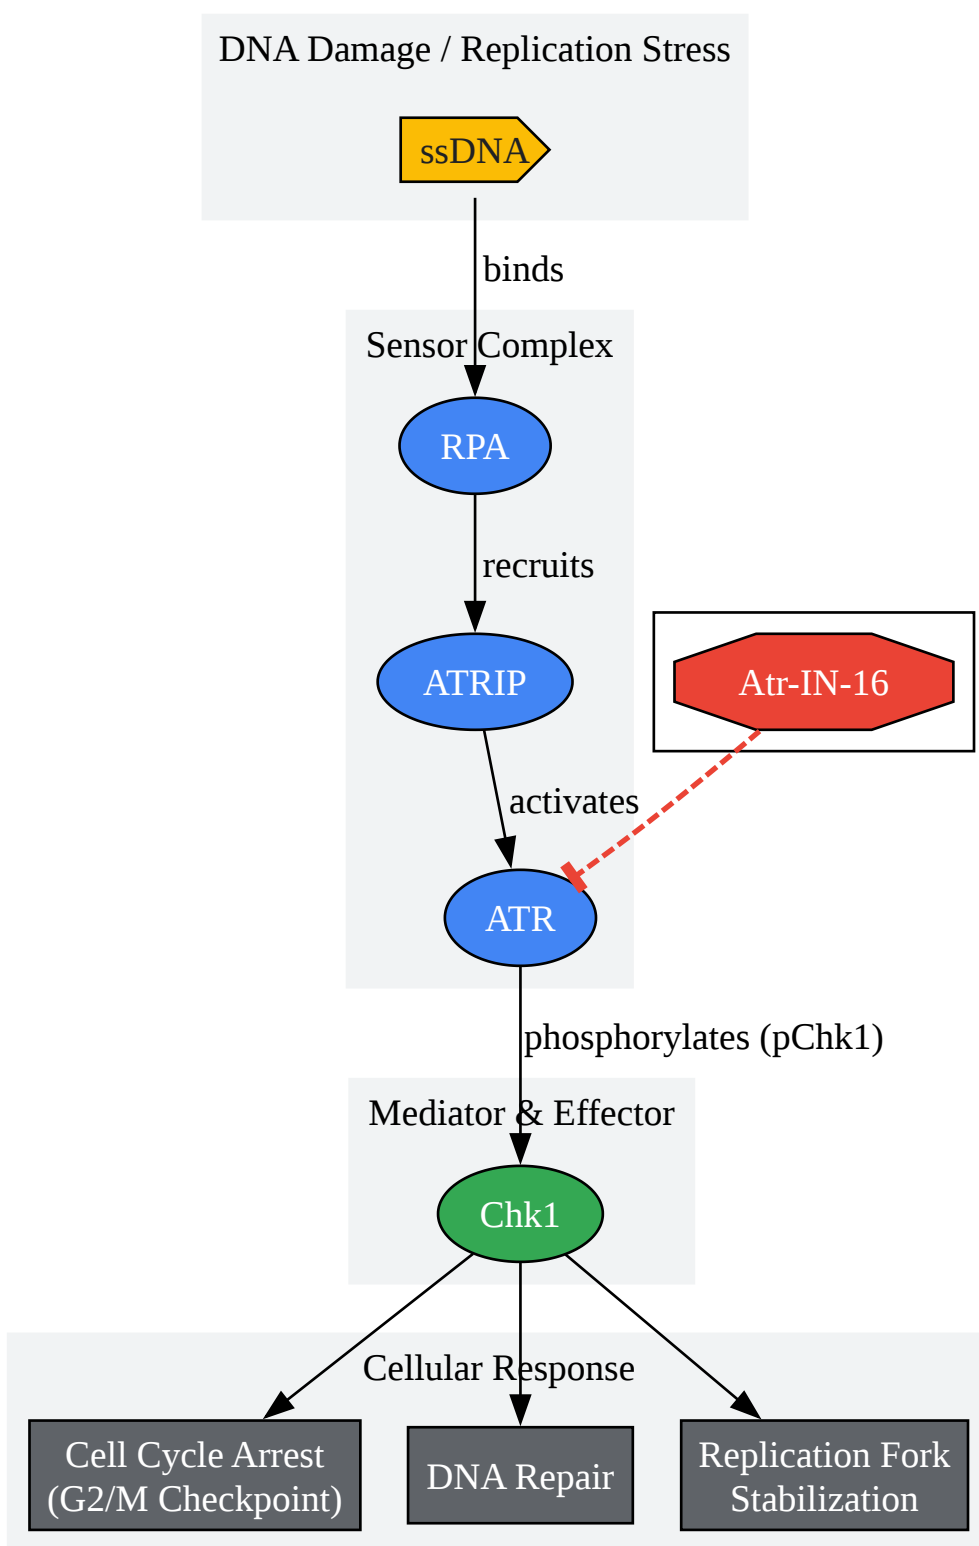 DNA Damage / Replication Stress
ssDNA
binds
Sensor Complex
RPA
recruits
ATRIP
Atr-IN-16
activates
ATR
phosphorylates (pChk1)
Mediator & Effector
Chk1
Cellular Response
Cell Cycle Arrest
(G2/M Checkpoint)
DNA Repair
Replication Fork
Stabilization